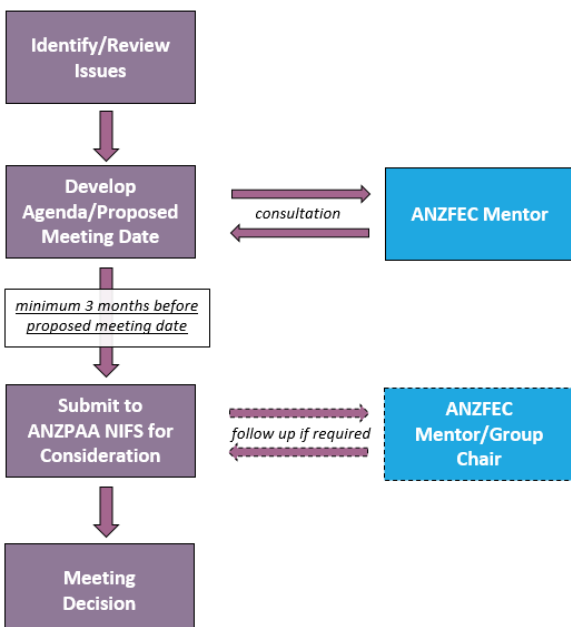 Identify/Review
Issues
Develop
Agenda/Proposed
Meeting Date
consultation
ANZFEC Mentor
minimum 3 months before
proposed meeting date
Submit to
ANZPAA NIFS for
Consideration
follow up if required
ANZFEC
Mentor/Group
Chair
Meeting
Decision